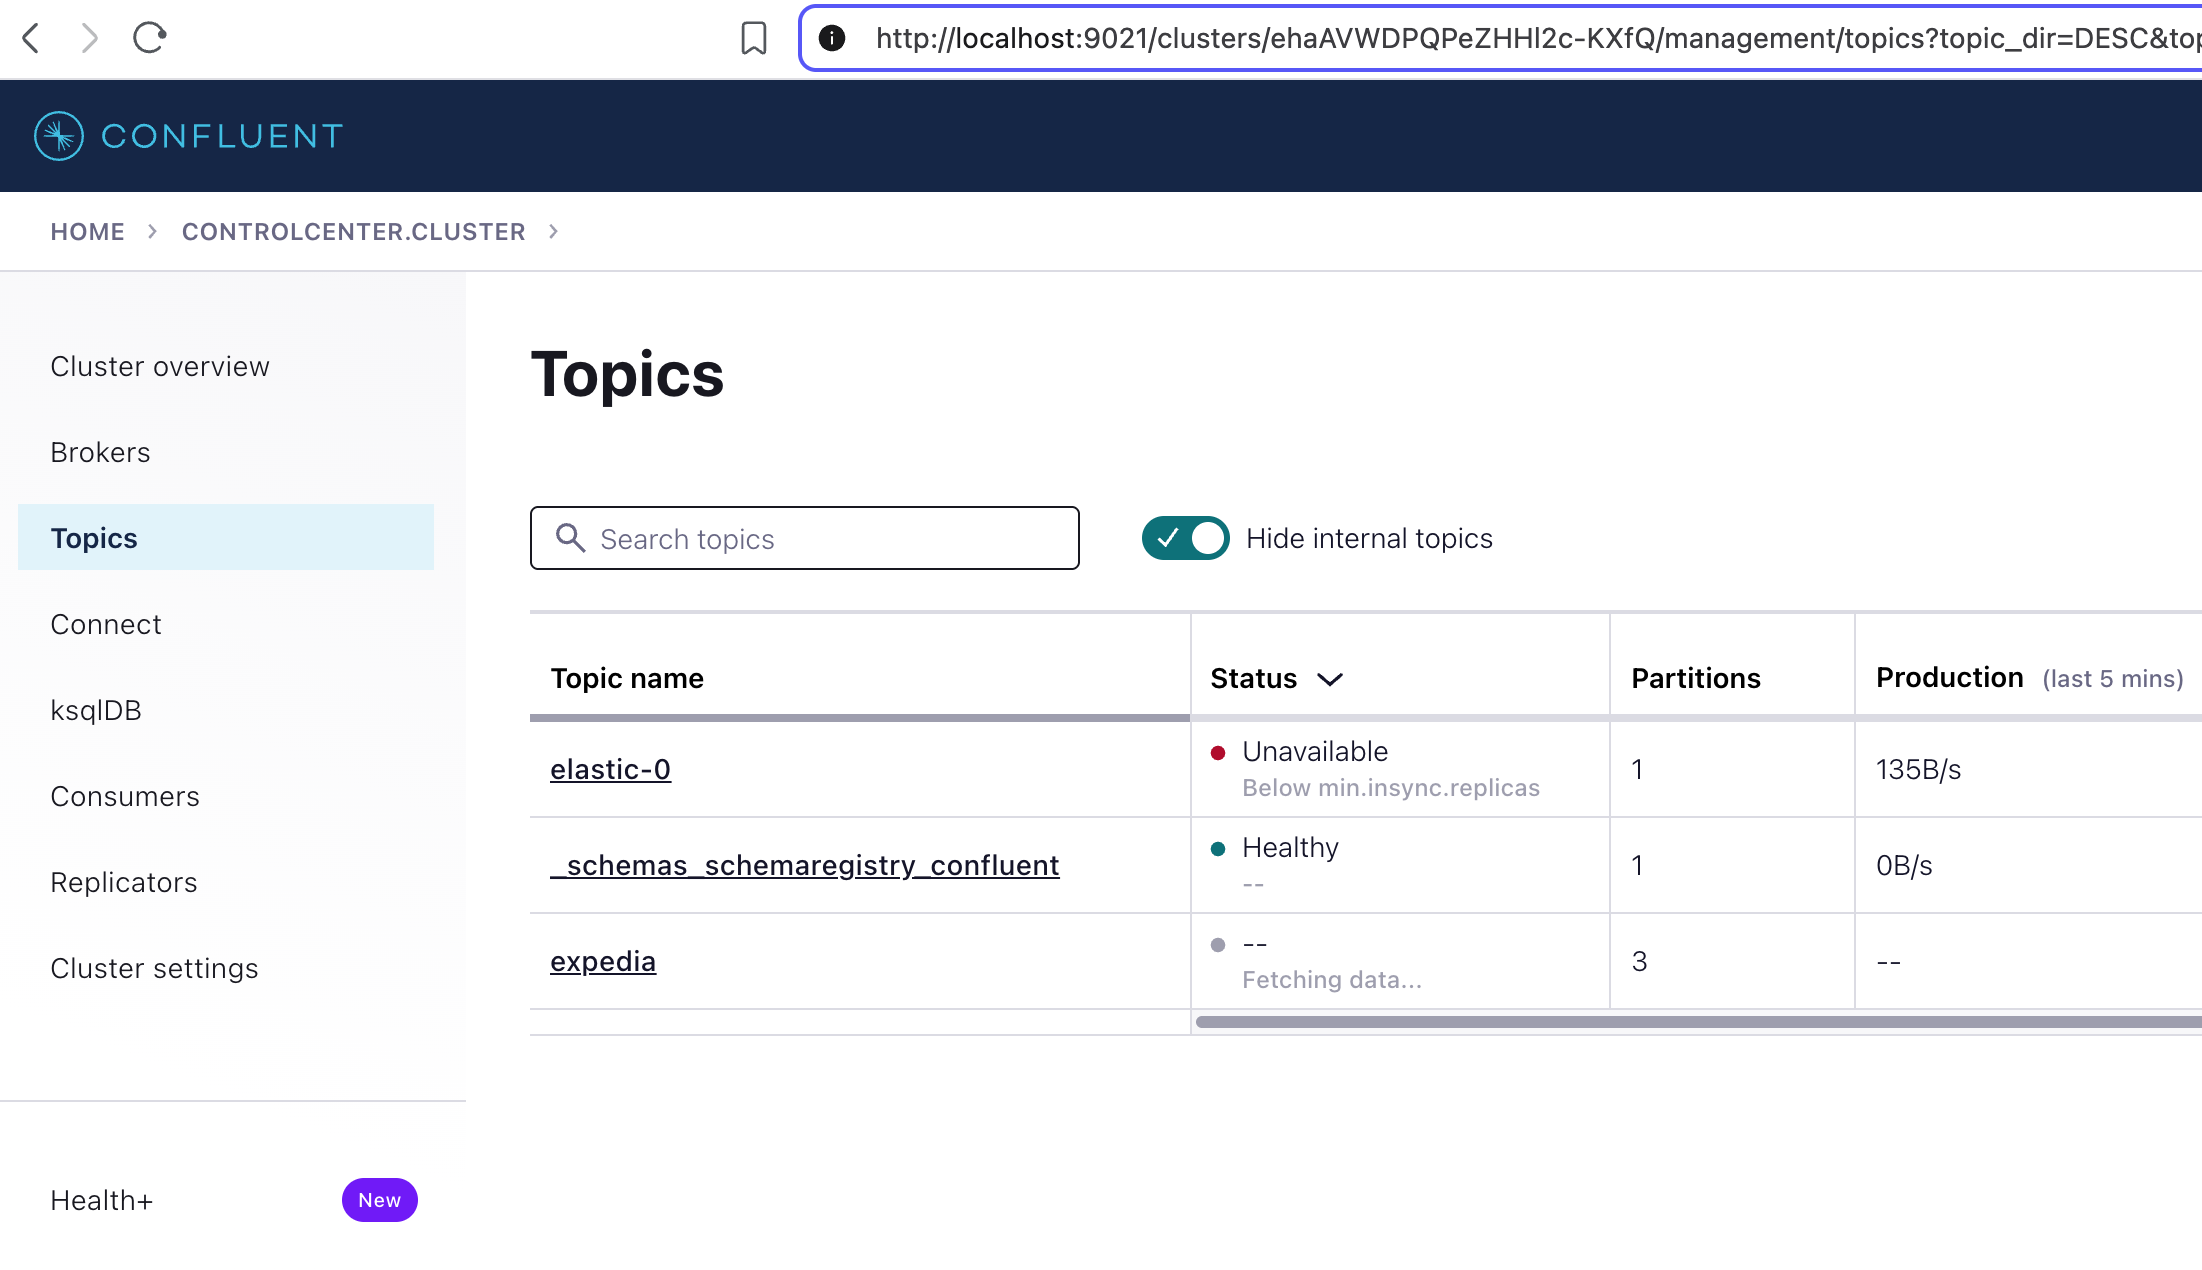 http://localhost:9021/clusters/ehaAVWDPQPeZHHl2c-KXfQ/management/topics?topic_dir=DESC&top
CONFLUENT
HOME > CONTROLCENTER.CLUSTER >
Cluster overview
Brokers
Topics
Connect
ksqlDB
Consumers
Replicators
Cluster settings
Health+ New
Topics
Search topics
Hide internal topics
Topic name Status Partitions Production (last 5 mins)
elastic-0 Unavailable 1 135B/s
Below min.insync.replicas
_schemas_schemaregistry_confluent Healthy 1 0B/s
--
expedia -- 3 --
Fetching data...